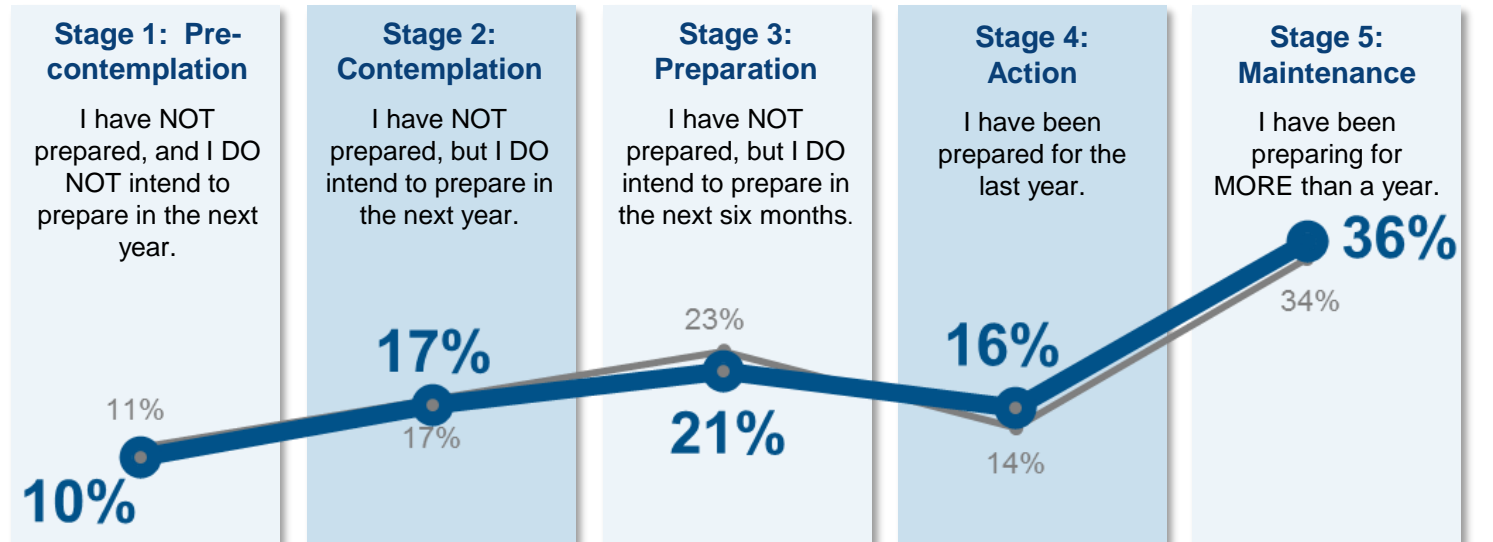 Stage 1: Pre-
contemplation
I have NOT
prepared, and I DO
NOT intend to
prepare in the next
year.
11%
10%
Stage 2:
Contemplation
I have NOT
prepared, but I DO
intend to prepare in
the next year.
17%
17%
Stage 3:
Preparation
I have NOT
prepared, but I DO
intend to prepare in
the next six months.
23%
21%
Stage 4:
Action
I have been
prepared for the
last year.
16%
14%
Stage 5:
Maintenance
I have been
preparing for
MORE than a year.
36%
34%